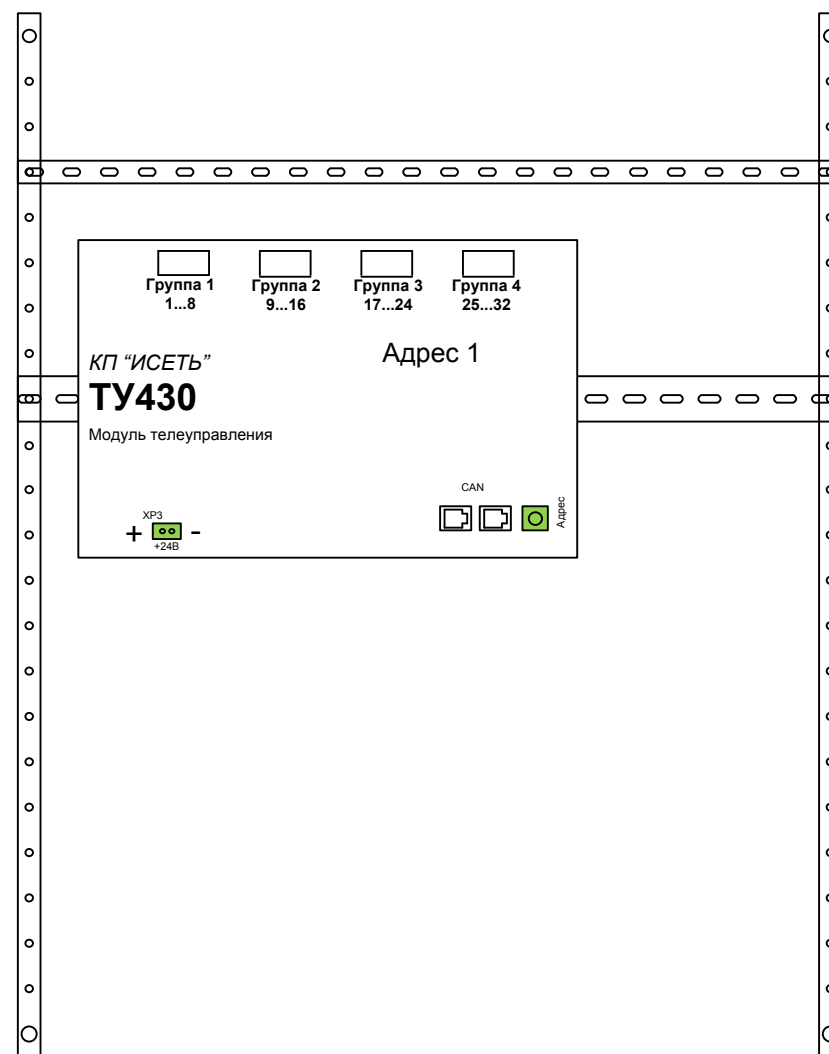 Группа 1
1...8
Группа 2
9...16
Группа 3
17...24
Группа 4
25...32
КП “ИСЕТЬ”
Адрес 1
ТУ430
Модуль телеуправления
CAN
Адрес
XP3
+ -
+24В